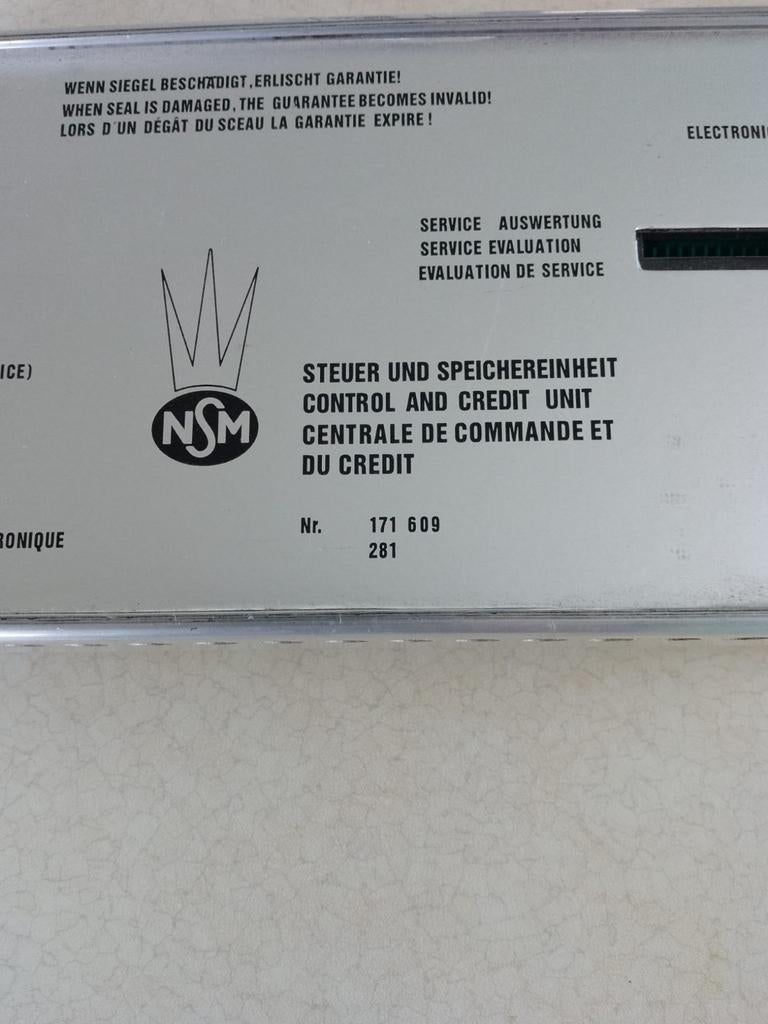 WENN SIEGEL BESCHÄDIGT, ERLISCHT GARANTIE!
WHEN SEAL IS DAMAGED, THE GUARANTEE BECOMES INVALID!
LORS D'UN DÉGÂT DU SCEAU LA GARANTIE EXPIRE!
ELECTRONI
SERVICE AUSWERTUNG
SERVICE EVALUATION
EVALUATION DE SERVICE
ICE)
STEUER UND SPEICHEREINHEIT
CONTROL AND CREDIT UNIT
CENTRALE DE COMMANDE ET
DU CREDIT
NSM
Nr. 171 609
281
RONIQUE